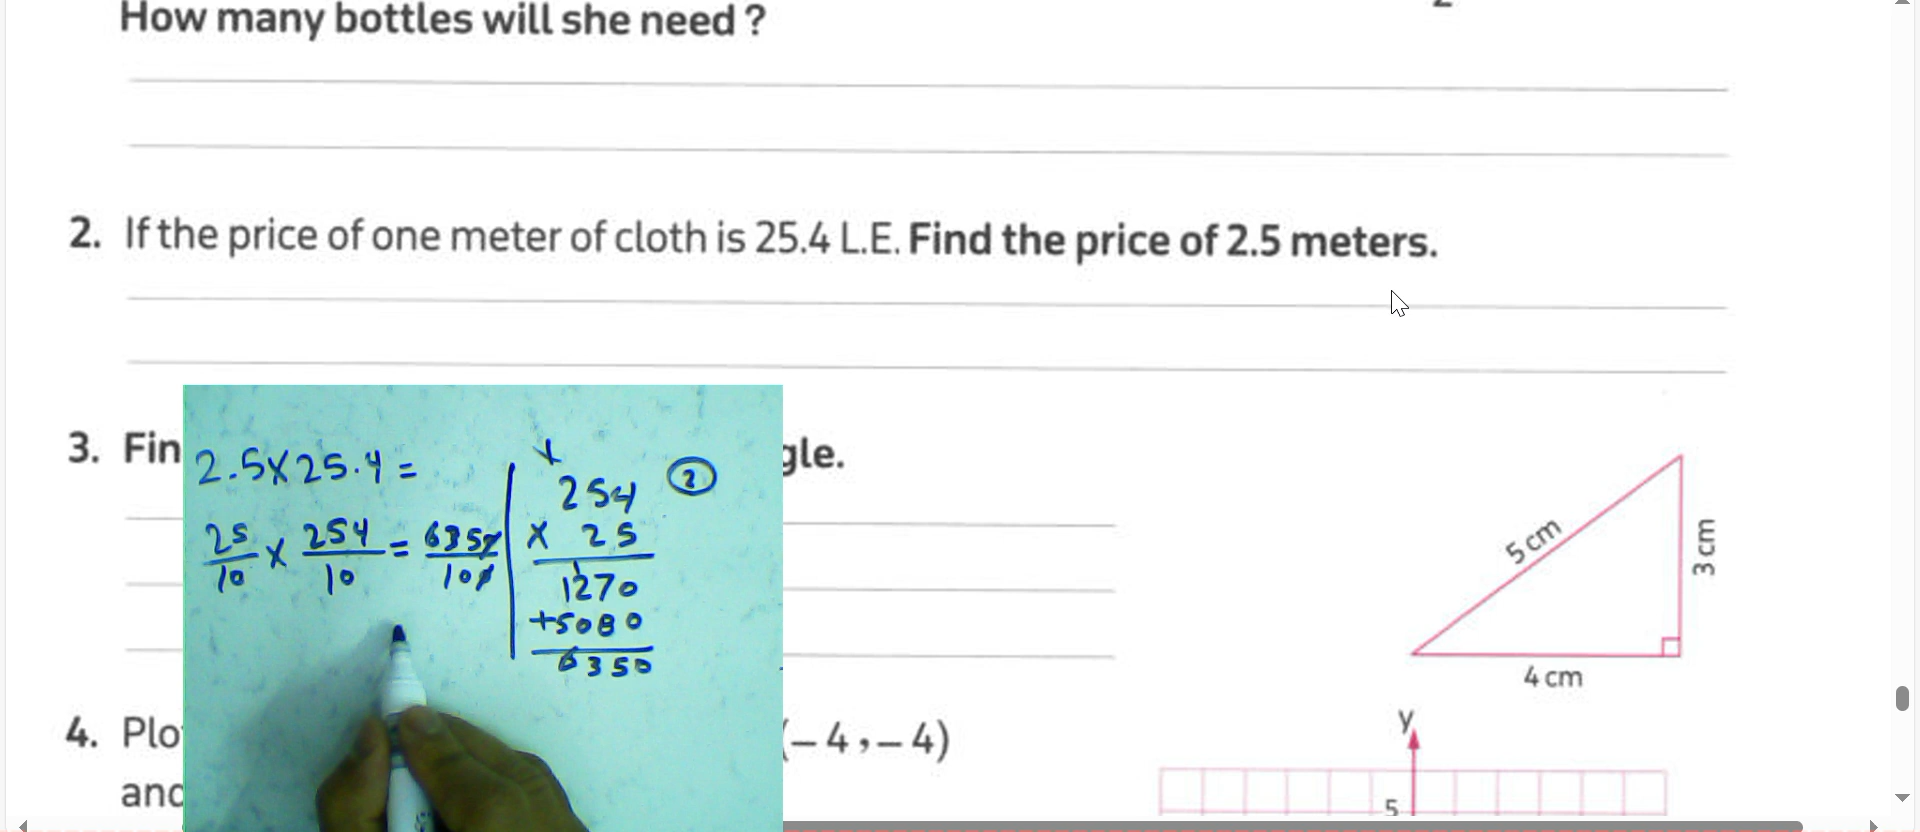 How many bottles will she need ?
2. If the price of one meter of cloth is 25.4 L.E. Find the price of 2.5 meters.
3. Fin
gle.
2.5×25.4=
25/10 × 254/10 = 6350/100
254
× 25
1270
+5080
6350
2
5 cm
3 cm
4 cm
4. Plo
(– 4 , – 4)
and
y
5